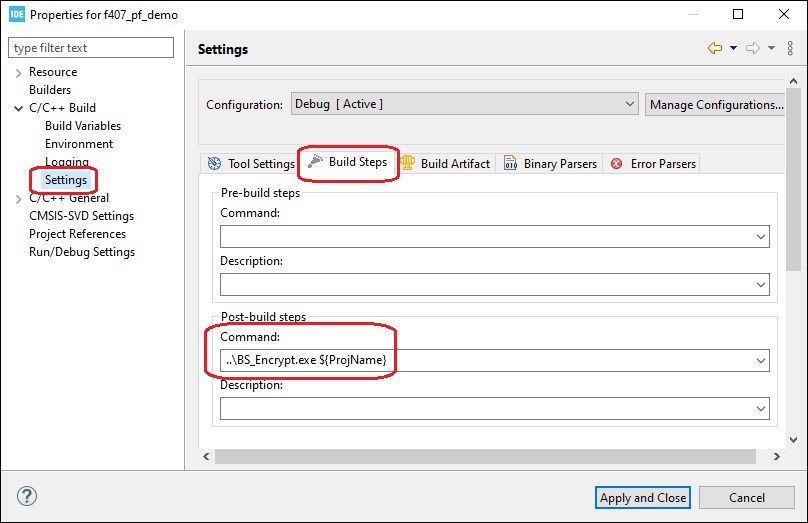 IDE Properties for f407_pf_demo
type filter text
Settings
Resource
Builders
C/C++ Build
Build Variables
Environment
Logging
Settings
C/C++ General
CMSIS-SVD Settings
Project References
Run/Debug Settings
Configuration: Debug [ Active ] Manage Configurations...
Tool Settings Build Steps Build Artifact 010 Binary Parsers Error Parsers
Pre-build steps
Command:
Description:
Post-build steps
Command:
..\BS_Encrypt.exe ${ProjName}
Description:
? Apply and Close Cancel